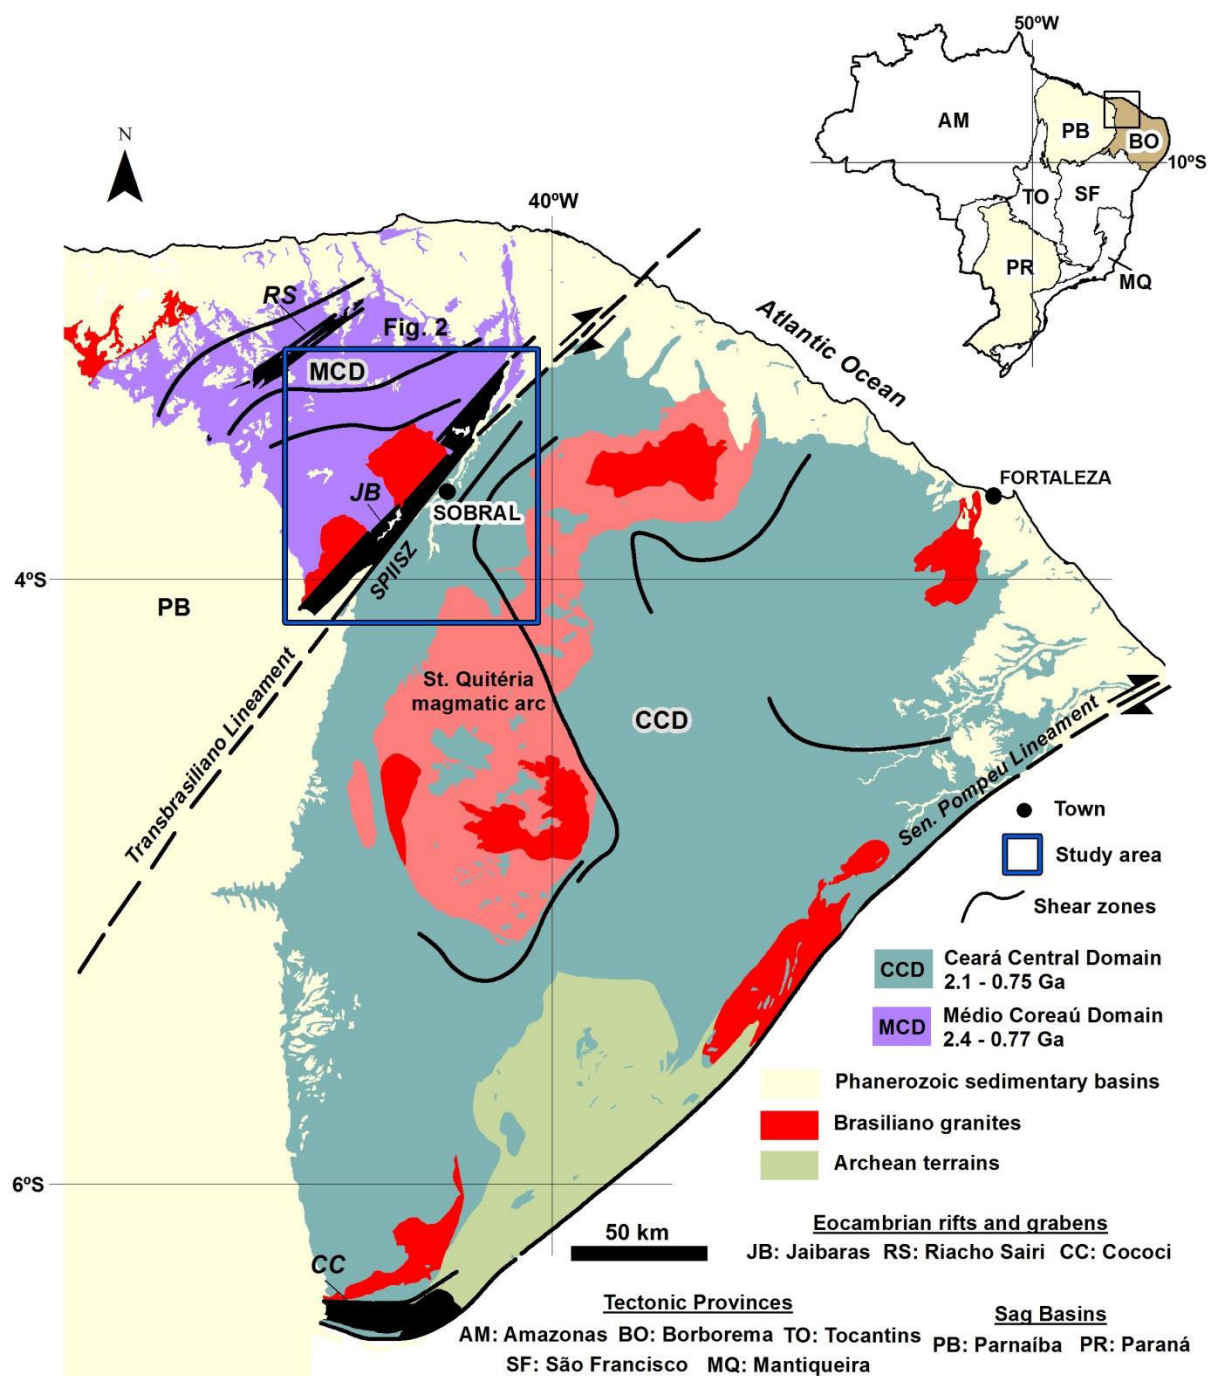 50ºW
AM
PB
BO
10ºS
TO
SF
PR
MQ
N
40ºW
RS
Fig. 2
MCD
Atlantic Ocean
JB
SOBRAL
FORTALEZA
SPIISZ
4ºS
PB
Transbrasiliano Lineament
St. Quitéria
magmatic arc
CCD
Sen. Pompeu Lineament
Town
Study area
Shear zones
CCD Ceará Central Domain
2.1 - 0.75 Ga
MCD Médio Coreaú Domain
2.4 - 0.77 Ga
Phanerozoic sedimentary basins
Brasiliano granites
Archean terrains
6ºS
50 km
CC
Eocambrian rifts and grabens
JB: Jaibaras RS: Riacho Sairi CC: Cococi
Tectonic Provinces
AM: Amazonas BO: Borborema TO: Tocantins
SF: São Francisco MQ: Mantiqueira
Sag Basins
PB: Parnaíba PR: Paraná